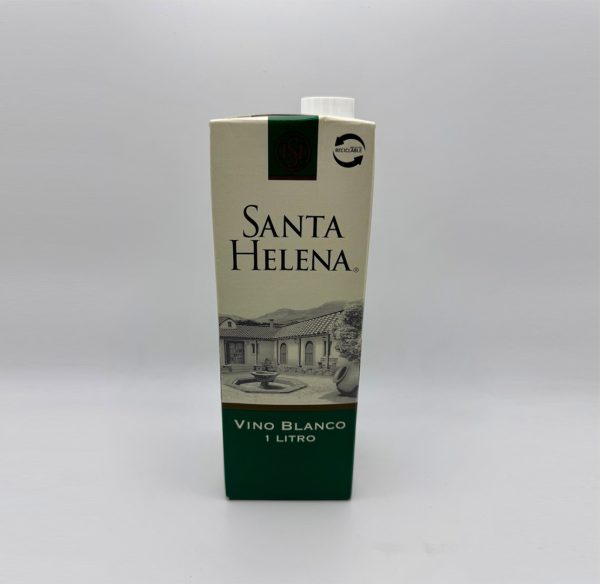 RECICLABLE
SANTA
HELENA®
VINO BLANCO
1 LITRO